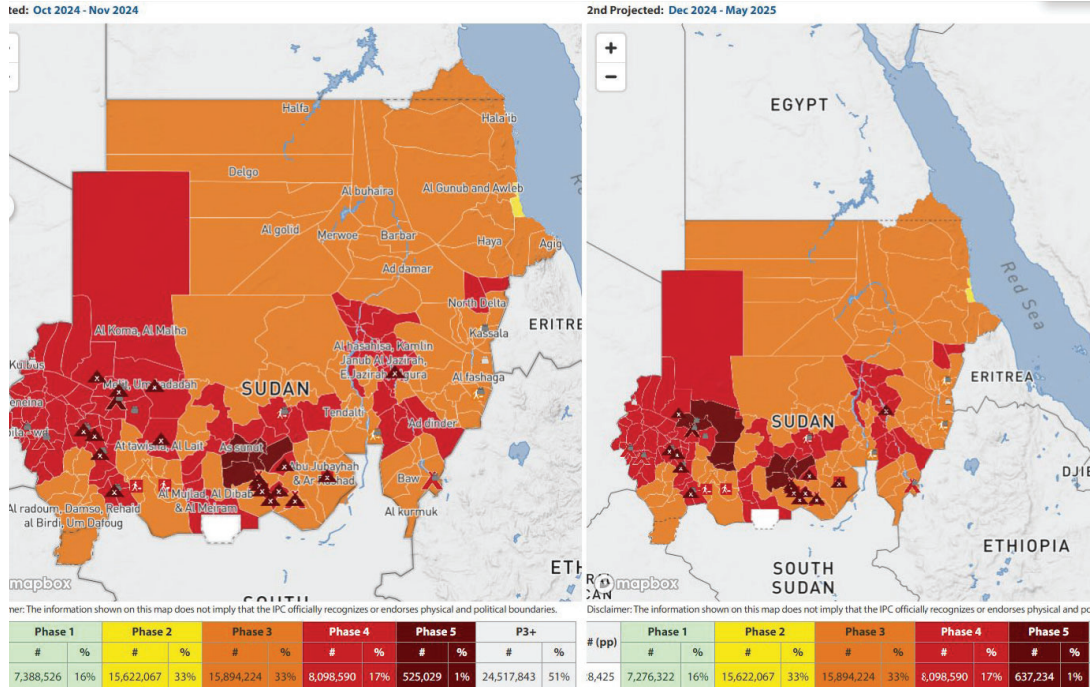 ted: Oct 2024 - Nov 2024
Halfa
Hala'ib
Delgo
Al buhaira
Al Gunub and Awleb
Al golid
Merwoe
Barbar
Haya
Agig
Ad damar
North Delta
Al Koma, Al Malha
Kassala
ERITRE
Kulbus
Al hasahisa, Kamlin
Janub Al Jazirah,
SUDAN
Al fashaga
eneina
Tendalti
Ad dinder
At tawisha, Al Lait
As sunut
Abu Jubayhah
& Ar Rashad
Baw
Al Mujlad, Al Dibab
& Al Meiram
Al radoum, Damso, Rehaid
al Birdi, Um Dafoug
Al kurmuk
ETH
SOUTH
mapbox
mer: The information shown on this map does not imply that the IPC officially recognizes or endorses physical and political boundaries.
Phase 1 Phase 2 Phase 3 Phase 4 Phase 5 P3+
# % # % # % # % # % # %
7,388,526 16% 15,622,067 33% 15,894,224 33% 8,098,590 17% 525,029 1% 24,517,843 51%
2nd Projected: Dec 2024 - May 2025
+
−
EGYPT
Red Sea
ERITREA
SUDAN
DJI
ETHIOPIA
SOUTH
SUDAN
mapbox
Disclaimer: The information shown on this map does not imply that the IPC officially recognizes or endorses physical and po
# (pp) Phase 1 Phase 2 Phase 3 Phase 4 Phase 5
# % # % # % # % # %
8,425 7,276,322 16% 15,622,067 33% 15,894,224 33% 8,098,590 17% 637,234 1%